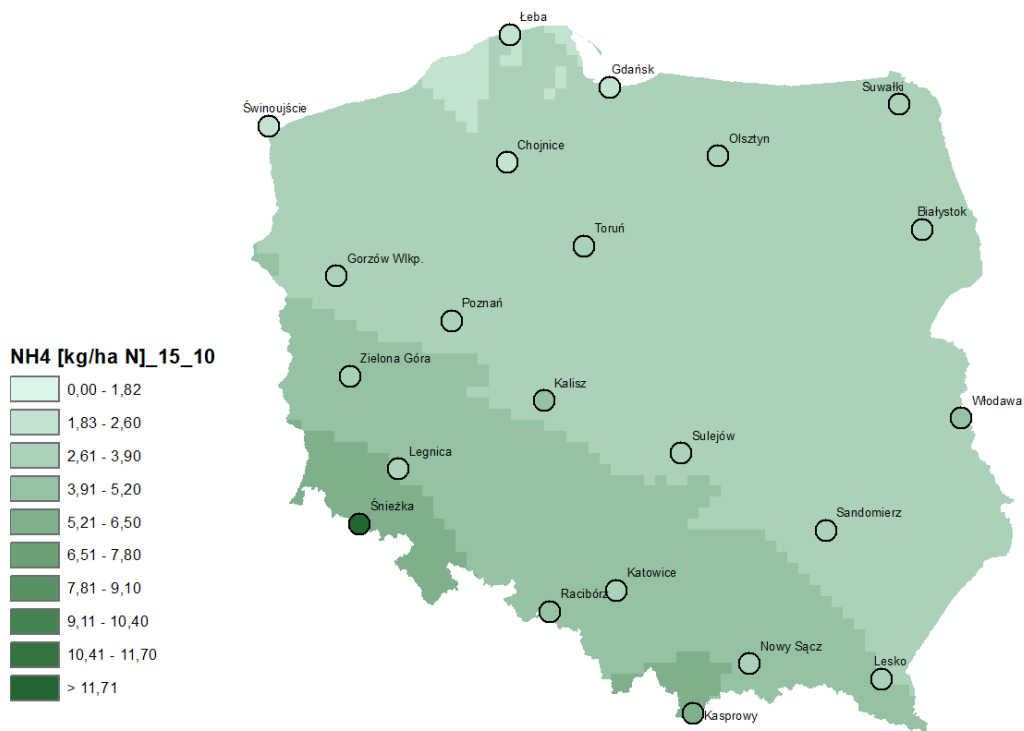 Łeba
Gdańsk
Suwałki
Świnoujście
Chojnice
Olsztyn
Białystok
Toruń
Gorzów Wlkp.
Poznań
Zielona Góra
Kalisz
Włodawa
Sulejów
Legnica
Śnieżka
Sandomierz
Katowice
Racibórz
Nowy Sącz
Lesko
Kasprowy
NH4 [kg/ha N]_15_10
0,00 - 1,82
1,83 - 2,60
2,61 - 3,90
3,91 - 5,20
5,21 - 6,50
6,51 - 7,80
7,81 - 9,10
9,11 - 10,40
10,41 - 11,70
> 11,71